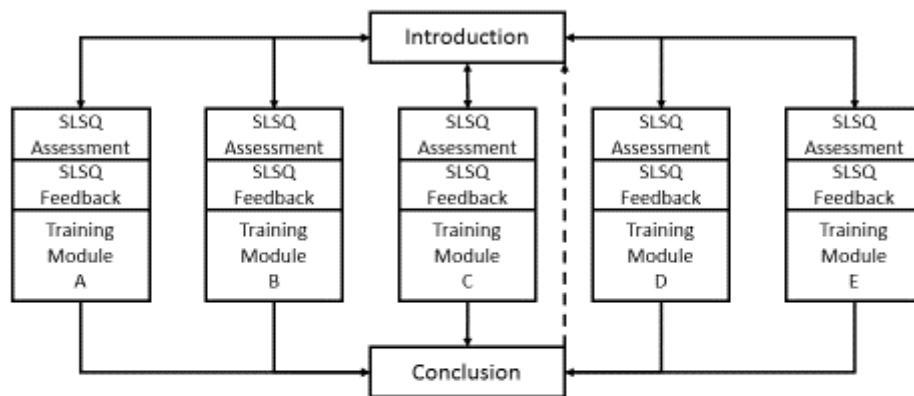 Introduction
SLSQ
Assessment
SLSQ
Feedback
Training
Module
A
SLSQ
Assessment
SLSQ
Feedback
Training
Module
B
SLSQ
Assessment
SLSQ
Feedback
Training
Module
C
SLSQ
Assessment
SLSQ
Feedback
Training
Module
D
SLSQ
Assessment
SLSQ
Feedback
Training
Module
E
Conclusion